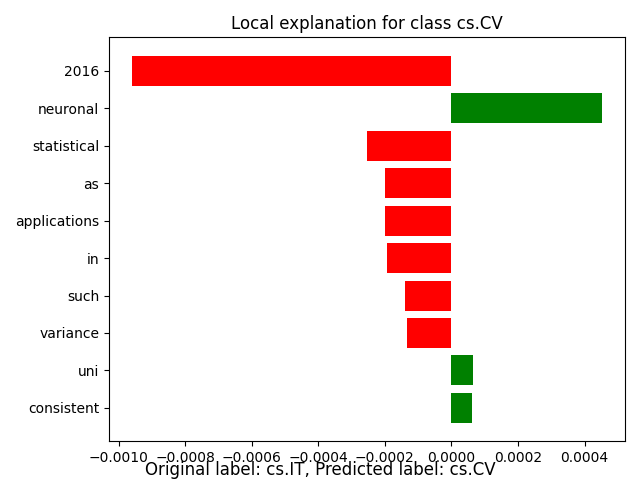 Local explanation for class cs.CV
2016
neuronal
statistical
as
applications
in
such
variance
uni
consistent
−0.0010 −0.0008 −0.0006 −0.0004 −0.0002 0.0000 0.0002 0.0004
Original label: cs.IT, Predicted label: cs.CV